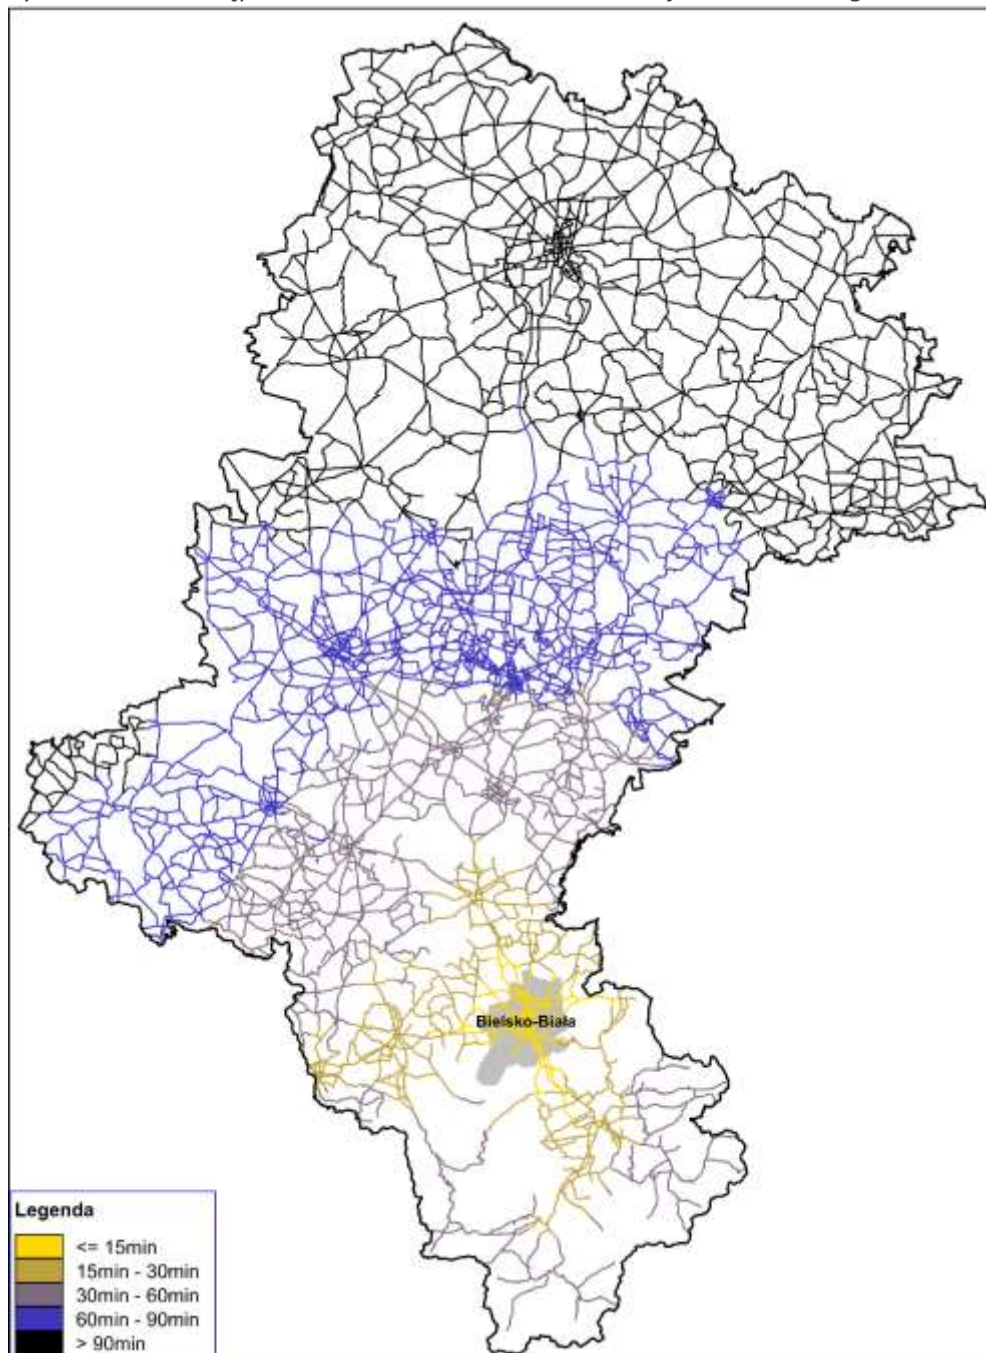 Bielsko-Biała
Legenda
<= 15min
15min - 30min
30min - 60min
60min - 90min
> 90min